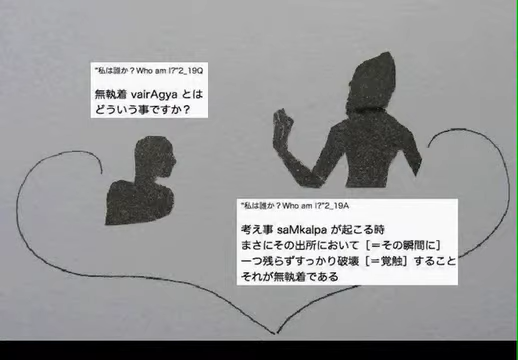 "私は誰か？Who am I?"2_19Q
無執着 vairAgya とは
どういう事ですか？
"私は誰か？Who am I?"2_19A
考え事 saMkalpa が起こる時
まさにその出所において［＝その瞬間に］
一つ残らずすっかり破壊［＝覚触］すること
それが無執着である